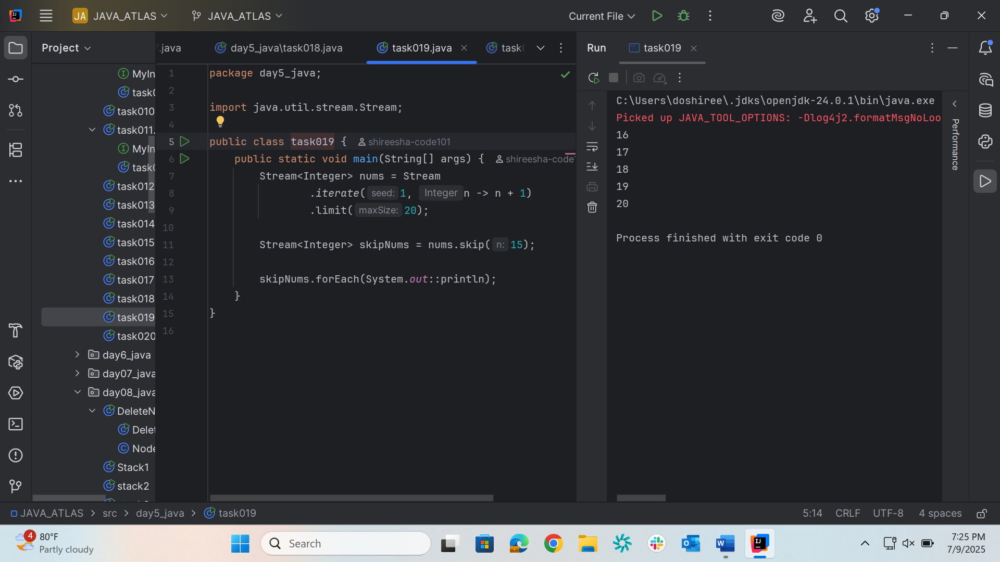 JA JAVA_ATLAS JAVA_ATLAS Current File
Project
.java day5_java\task018.java task019.java task
Run task019
MyIn
task0
task010
task011.
MyIn
task0
task012
task013
task014
task015
task016
task017
task018
task019
task020
day6_java
day07_java
day08_java
DeleteN
Delet
Node
Stack1
stack2
1 package day5_java;
2
3 import java.util.stream.Stream;
4
5 public class task019 { shireesha-code101
6 public static void main(String[] args) { shireesha-code
7 Stream<Integer> nums = Stream
8 .iterate( seed: 1, Integer n -> n + 1)
9 .limit( maxSize: 20);
10
11 Stream<Integer> skipNums = nums.skip( n: 15);
12
13 skipNums.forEach(System.out::println);
14 }
15 }
16
C:\Users\doshiree\.jdks\openjdk-24.0.1\bin\java.exe
Picked up JAVA_TOOL_OPTIONS: -Dlog4j2.formatMsgNoLoo
16
17
18
19
20
Process finished with exit code 0
Performance
JAVA_ATLAS > src > day5_java > task019
5:14 CRLF UTF-8 4 spaces
4 80°F
Partly cloudy
Search
7:25 PM
7/9/2025